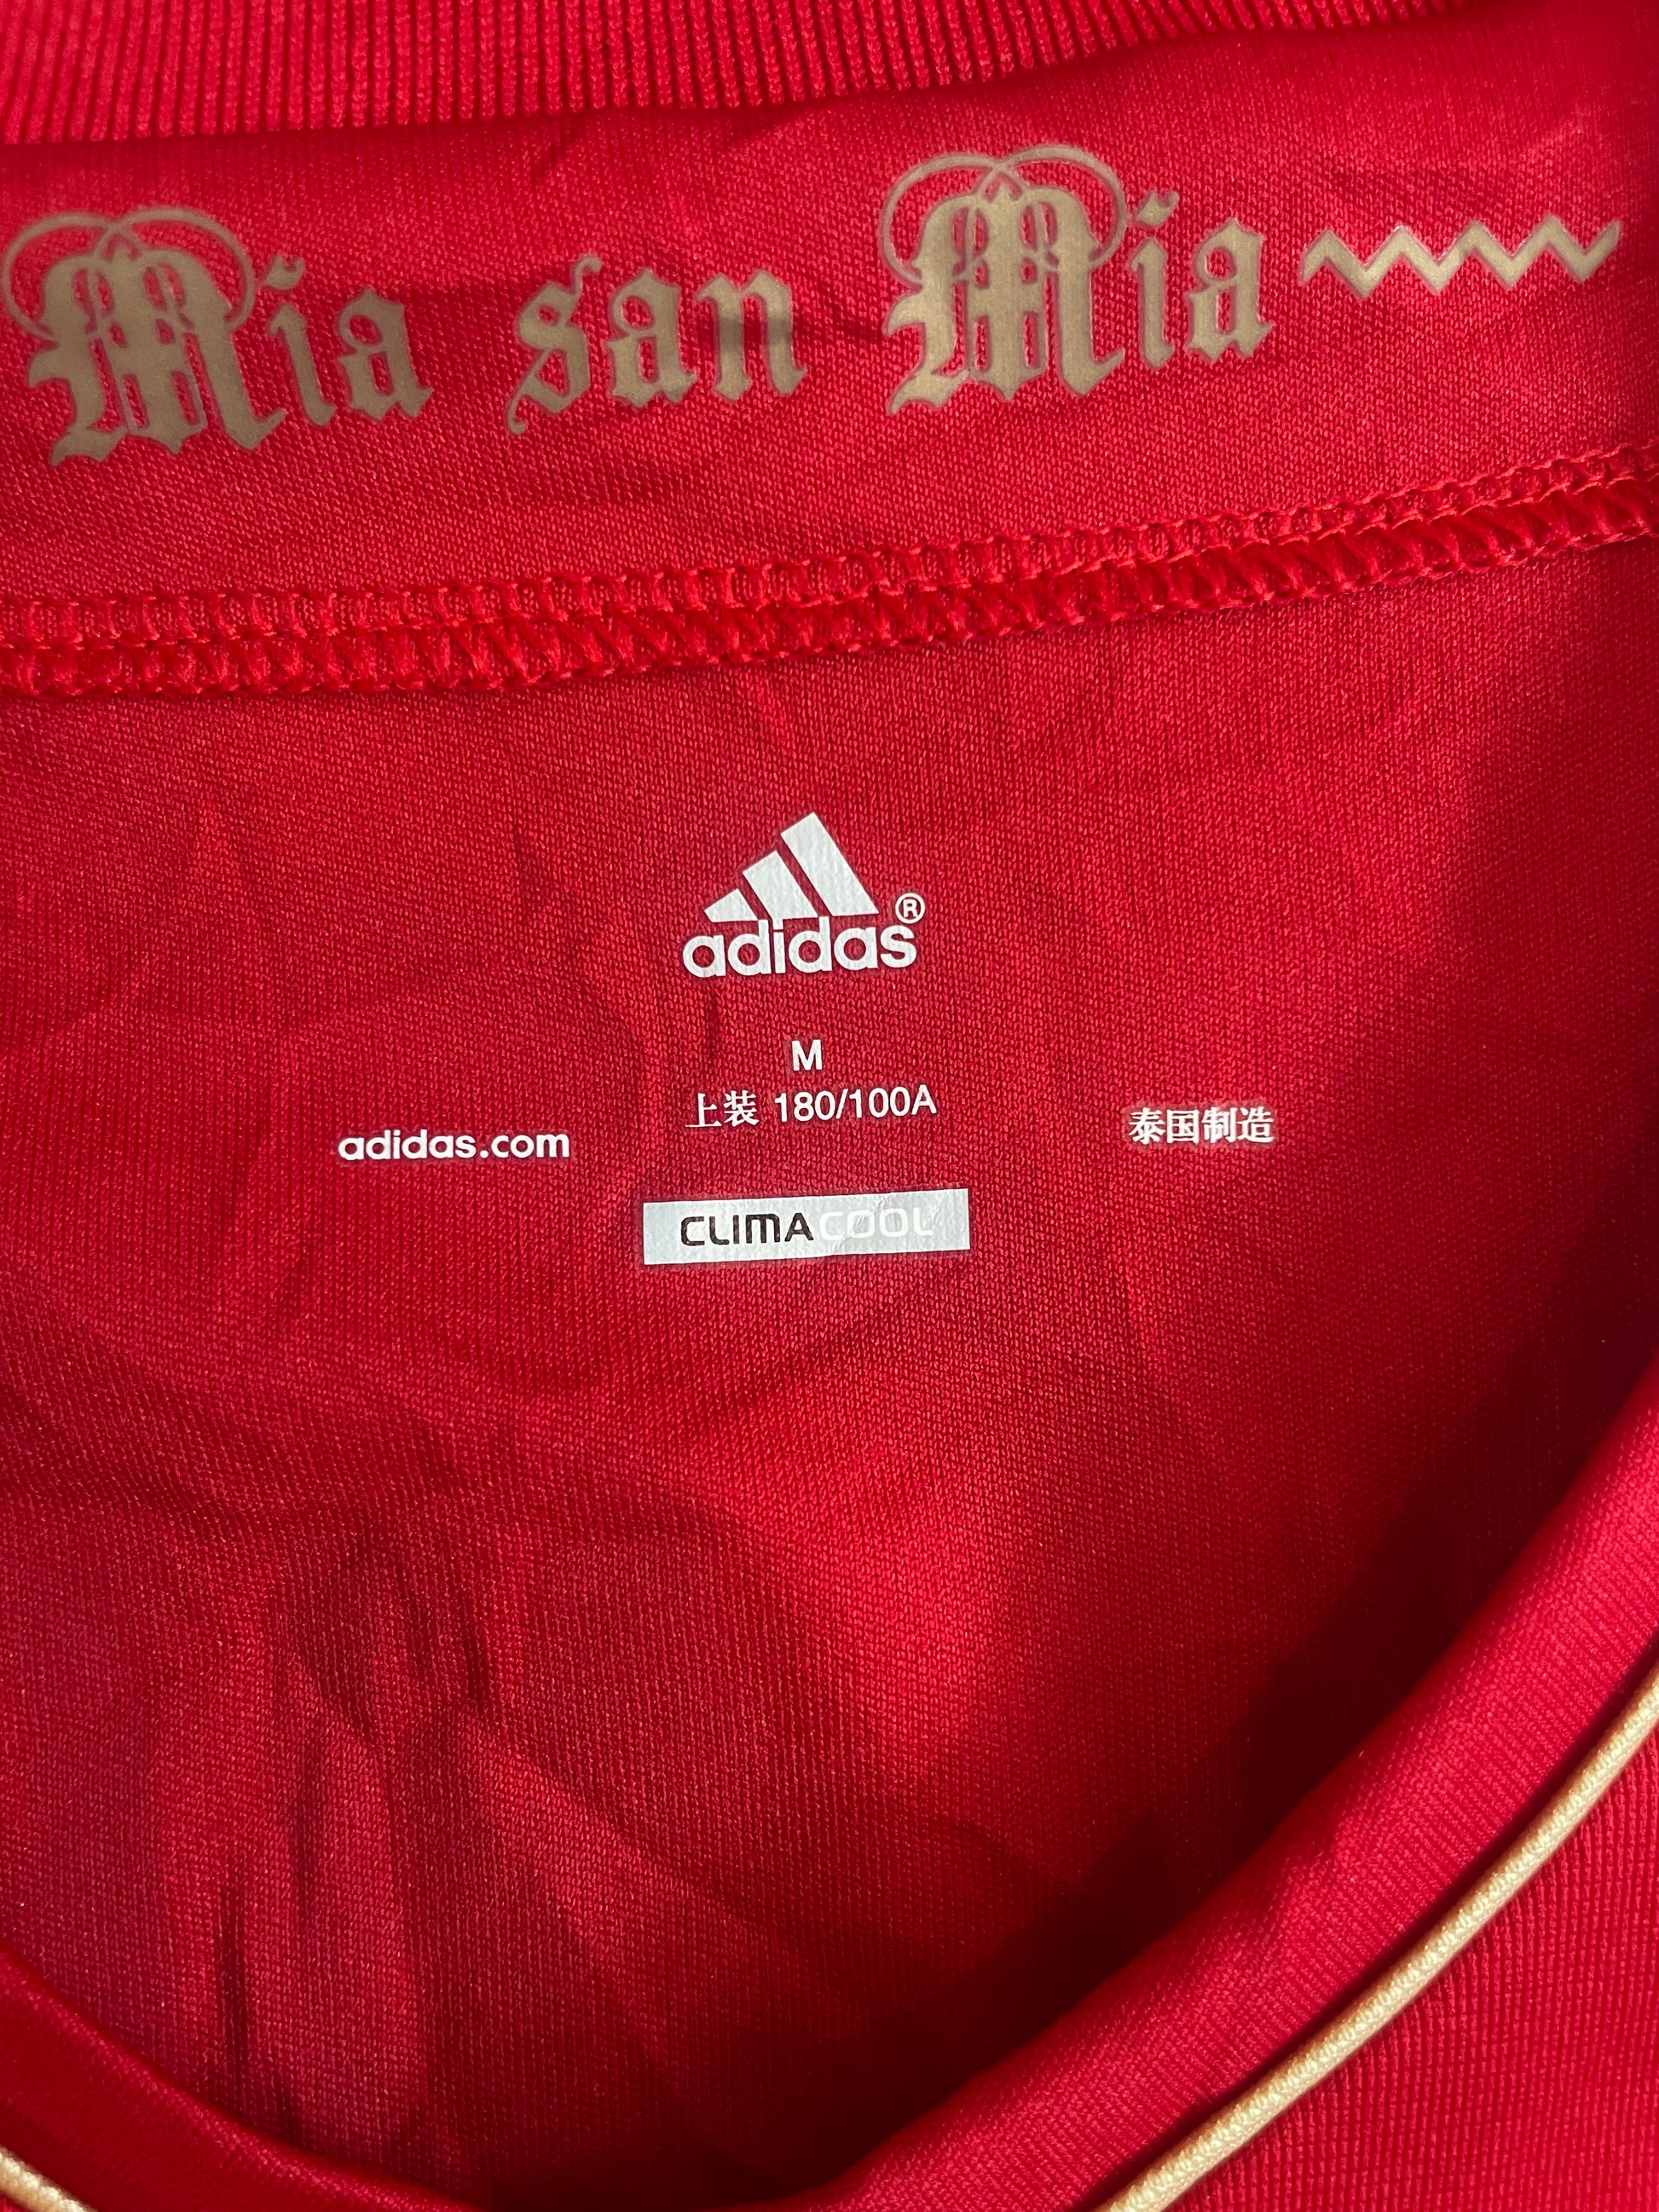 Mia san Mia
adidas®
M
上装 180/100A
adidas.com
泰国制造
CLIMACOOL